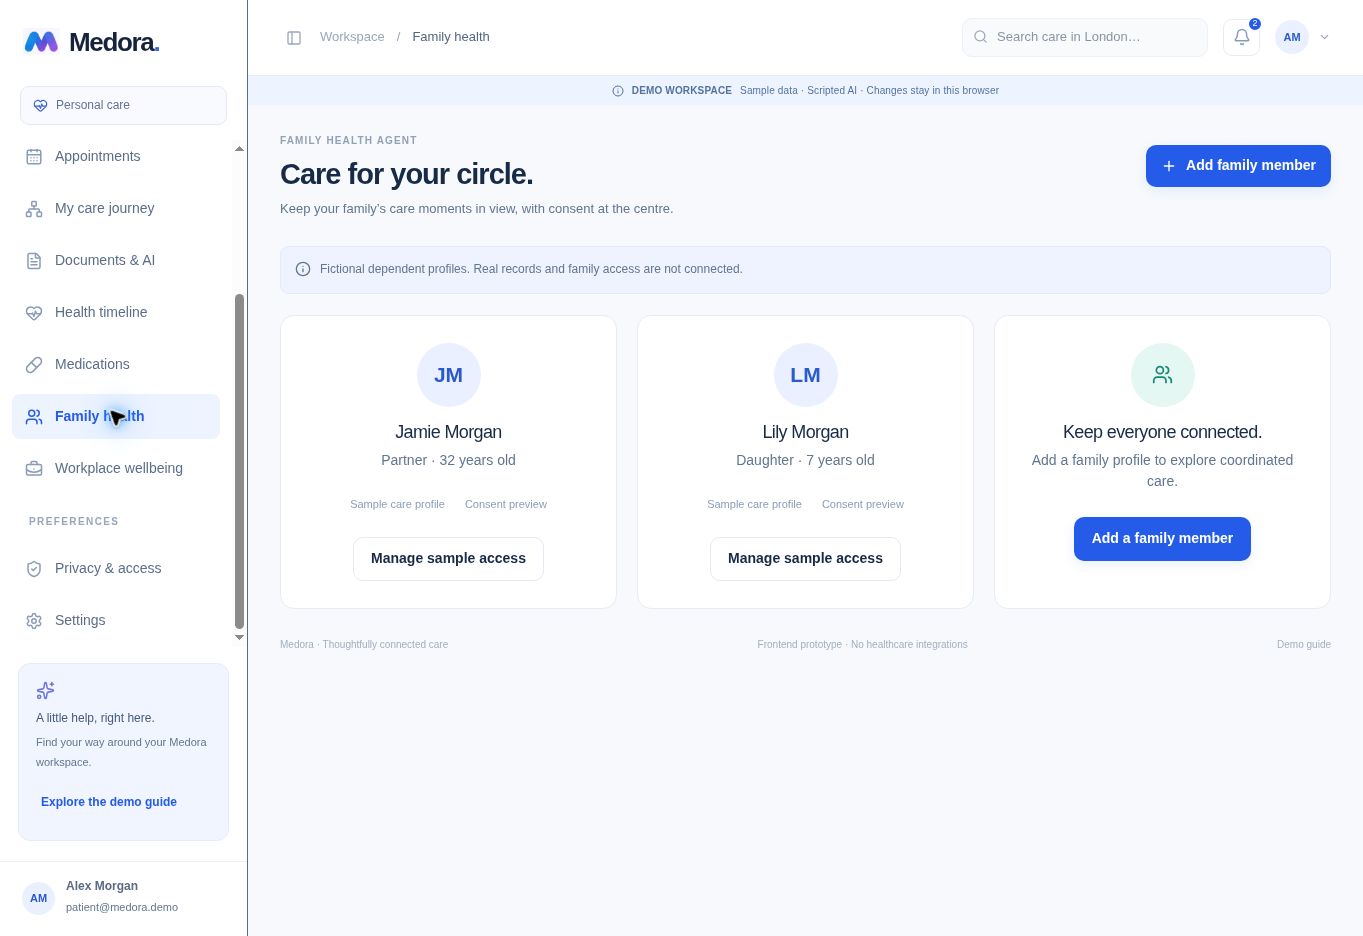 Medora.
Personal care
Appointments
My care journey
Documents & AI
Health timeline
Medications
Family health
Workplace wellbeing
PREFERENCES
Privacy & access
Settings
A little help, right here.
Find your way around your Medora
workspace.
Explore the demo guide
AM
Alex Morgan
patient@medora.demo
Workspace / Family health
Search care in London…
2
AM
DEMO WORKSPACE Sample data · Scripted AI · Changes stay in this browser
FAMILY HEALTH AGENT
Care for your circle.
Keep your family’s care moments in view, with consent at the centre.
Add family member
Fictional dependent profiles. Real records and family access are not connected.
JM
Jamie Morgan
Partner · 32 years old
Sample care profile Consent preview
Manage sample access
LM
Lily Morgan
Daughter · 7 years old
Sample care profile Consent preview
Manage sample access
Keep everyone connected.
Add a family profile to explore coordinated
care.
Add a family member
Medora · Thoughtfully connected care
Frontend prototype · No healthcare integrations
Demo guide